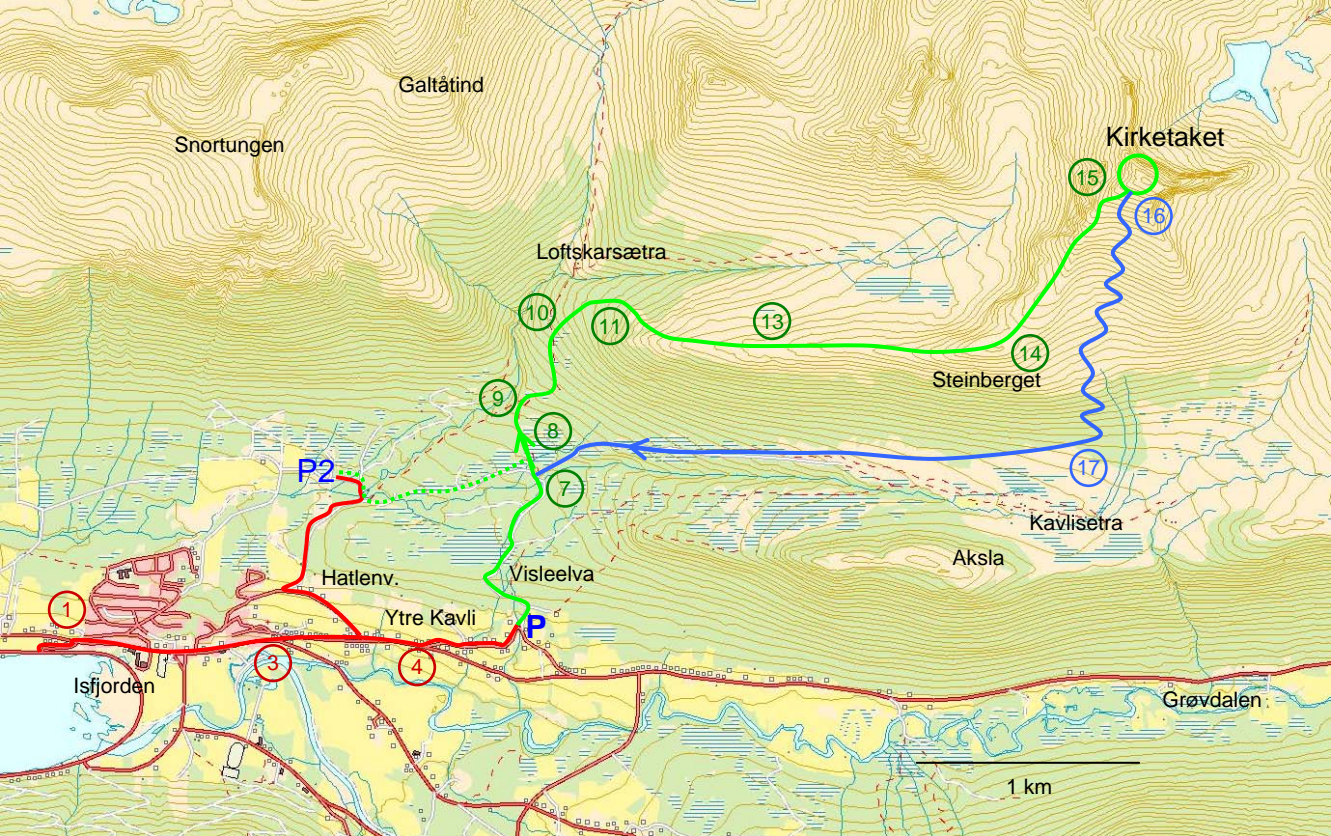 Galtåtind
Snortungen
Kirketaket
15
16
Loftskarsætra
10
11
13
14
Steinberget
9
8
P2
7
17
Kavlisetra
Aksla
Hatlenv.
Visleelva
1
Ytre Kavli
P
3
4
Isfjorden
Grøvdalen
1 km